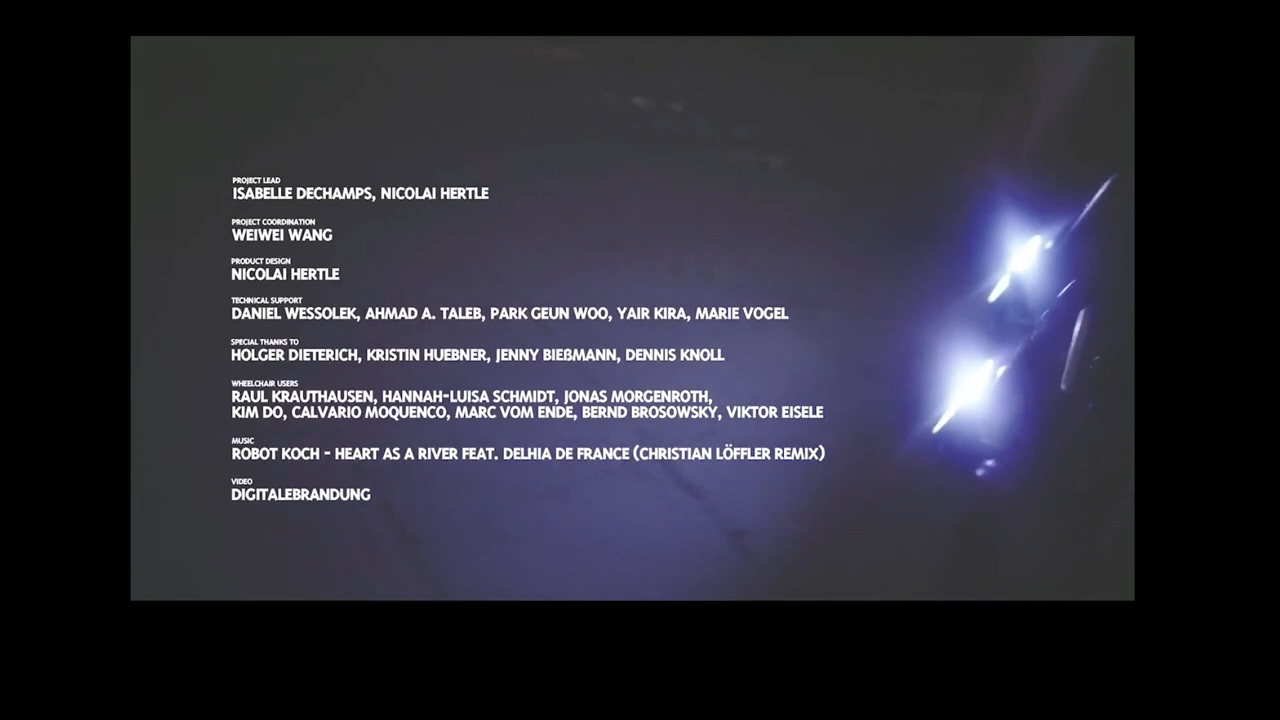 PROJECT LEAD
ISABELLE DECHAMPS, NICOLAI HERTLE
PROJECT COORDINATION
WEIWEI WANG
PRODUCT DESIGN
NICOLAI HERTLE
TECHNICAL SUPPORT
DANIEL WESSOLEK, AHMAD A. TALEB, PARK GEUN WOO, YAIR KIRA, MARIE VOGEL
SPECIAL THANKS TO
HOLGER DIETERICH, KRISTIN HUEBNER, JENNY BIEßMANN, DENNIS KNOLL
WHEELCHAIR USERS
RAUL KRAUTHAUSEN, HANNAH-LUISA SCHMIDT, JONAS MORGENROTH,
KIM DO, CALVARIO MOQUENCO, MARC VOM ENDE, BERND BROSOWSKY, VIKTOR EISELE
MUSIC
ROBOT KOCH - HEART AS A RIVER FEAT. DELHIA DE FRANCE (CHRISTIAN LÖFFLER REMIX)
VIDEO
DIGITALEBRANDUNG